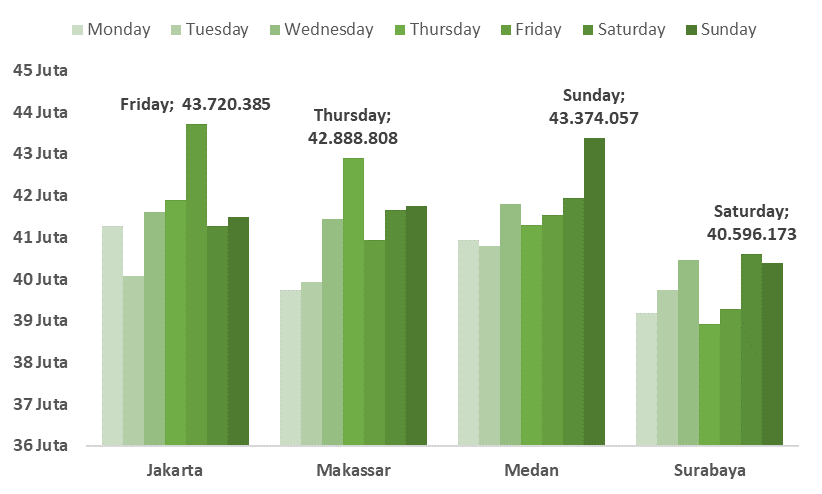 Monday Tuesday Wednesday Thursday Friday Saturday Sunday
45 Juta
44 Juta
43 Juta
42 Juta
41 Juta
40 Juta
39 Juta
38 Juta
37 Juta
36 Juta
Friday; 43.720.385
Thursday;
42.888.808
Sunday;
43.374.057
Saturday;
40.596.173
Jakarta Makassar Medan Surabaya